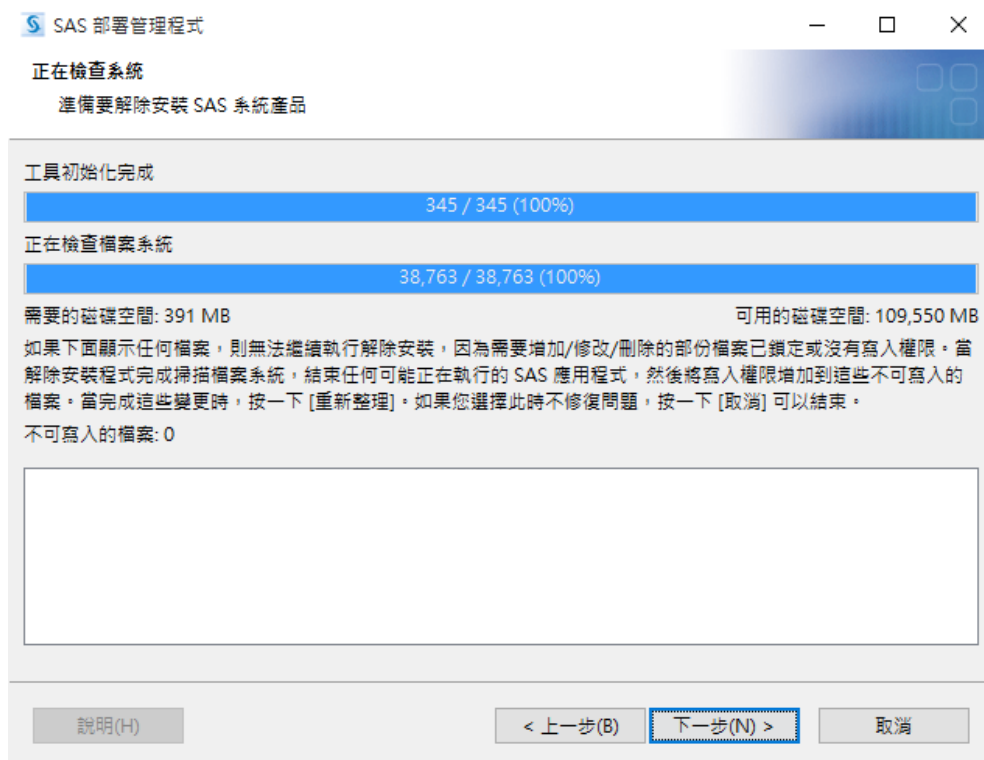 SAS 部署管理程式
正在檢查系統
準備要解除安裝 SAS 系統產品
工具初始化完成
345 / 345 (100%)
正在檢查檔案系統
38,763 / 38,763 (100%)
需要的磁碟空間: 391 MB
可用的磁碟空間: 109,550 MB
如果下面顯示任何檔案，則無法繼續執行解除安裝，因為需要增加/修改/刪除的部份檔案已鎖定或沒有寫入權限。當
解除安裝程式完成掃描檔案系統，結束任何可能正在執行的 SAS 應用程式，然後將寫入權限增加到這些不可寫入的
檔案。當完成這些變更時，按一下 [重新整理]。如果您選擇此時不修復問題，按一下 [取消] 可以結束。
不可寫入的檔案: 0
說明(H)
< 上一步(B)
下一步(N) >
取消